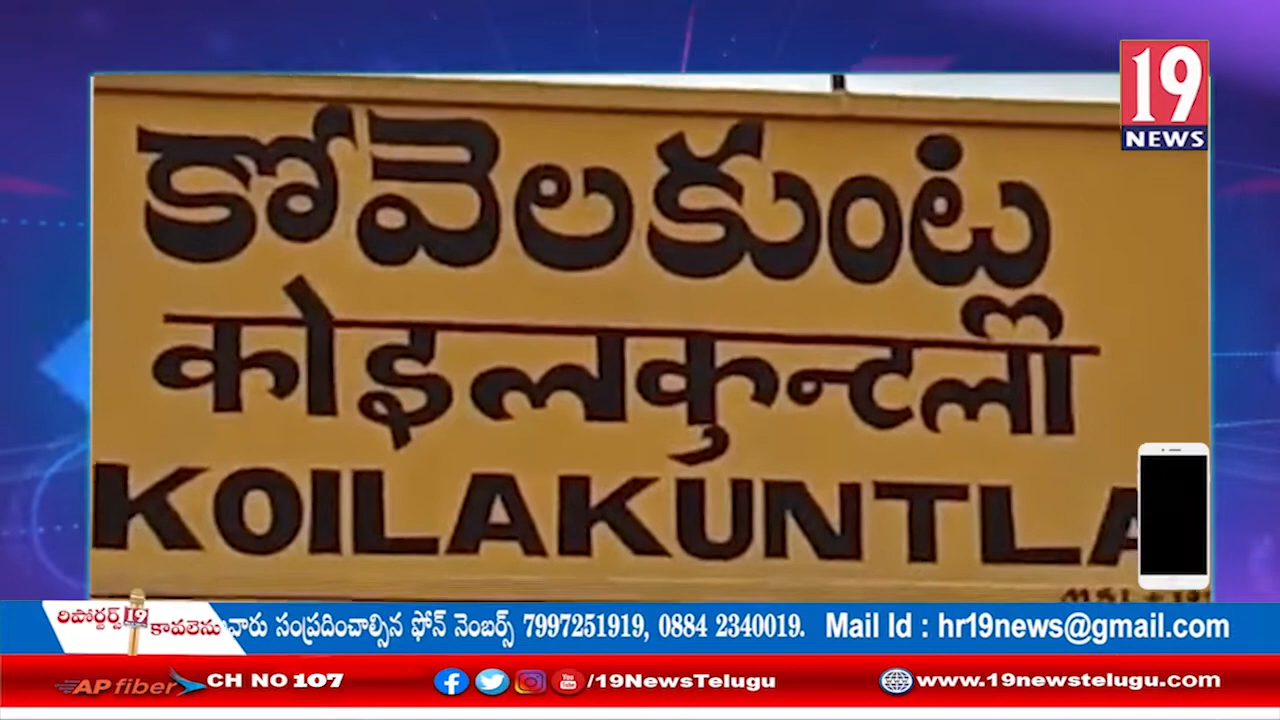 19
NEWS
కోవెలకుంట్ల
कोइलकुन्टला
KOILAKUNTLA
రిపోర్టర్స్ 19 కావలెను
వారు సంప్రదించాల్సిన ఫోన్ నెంబర్స్ 7997251919, 0884 2340019. Mail Id : hr19news@gmail.com
AP fiber CH NO 107 /19NewsTelugu www.19newstelugu.com